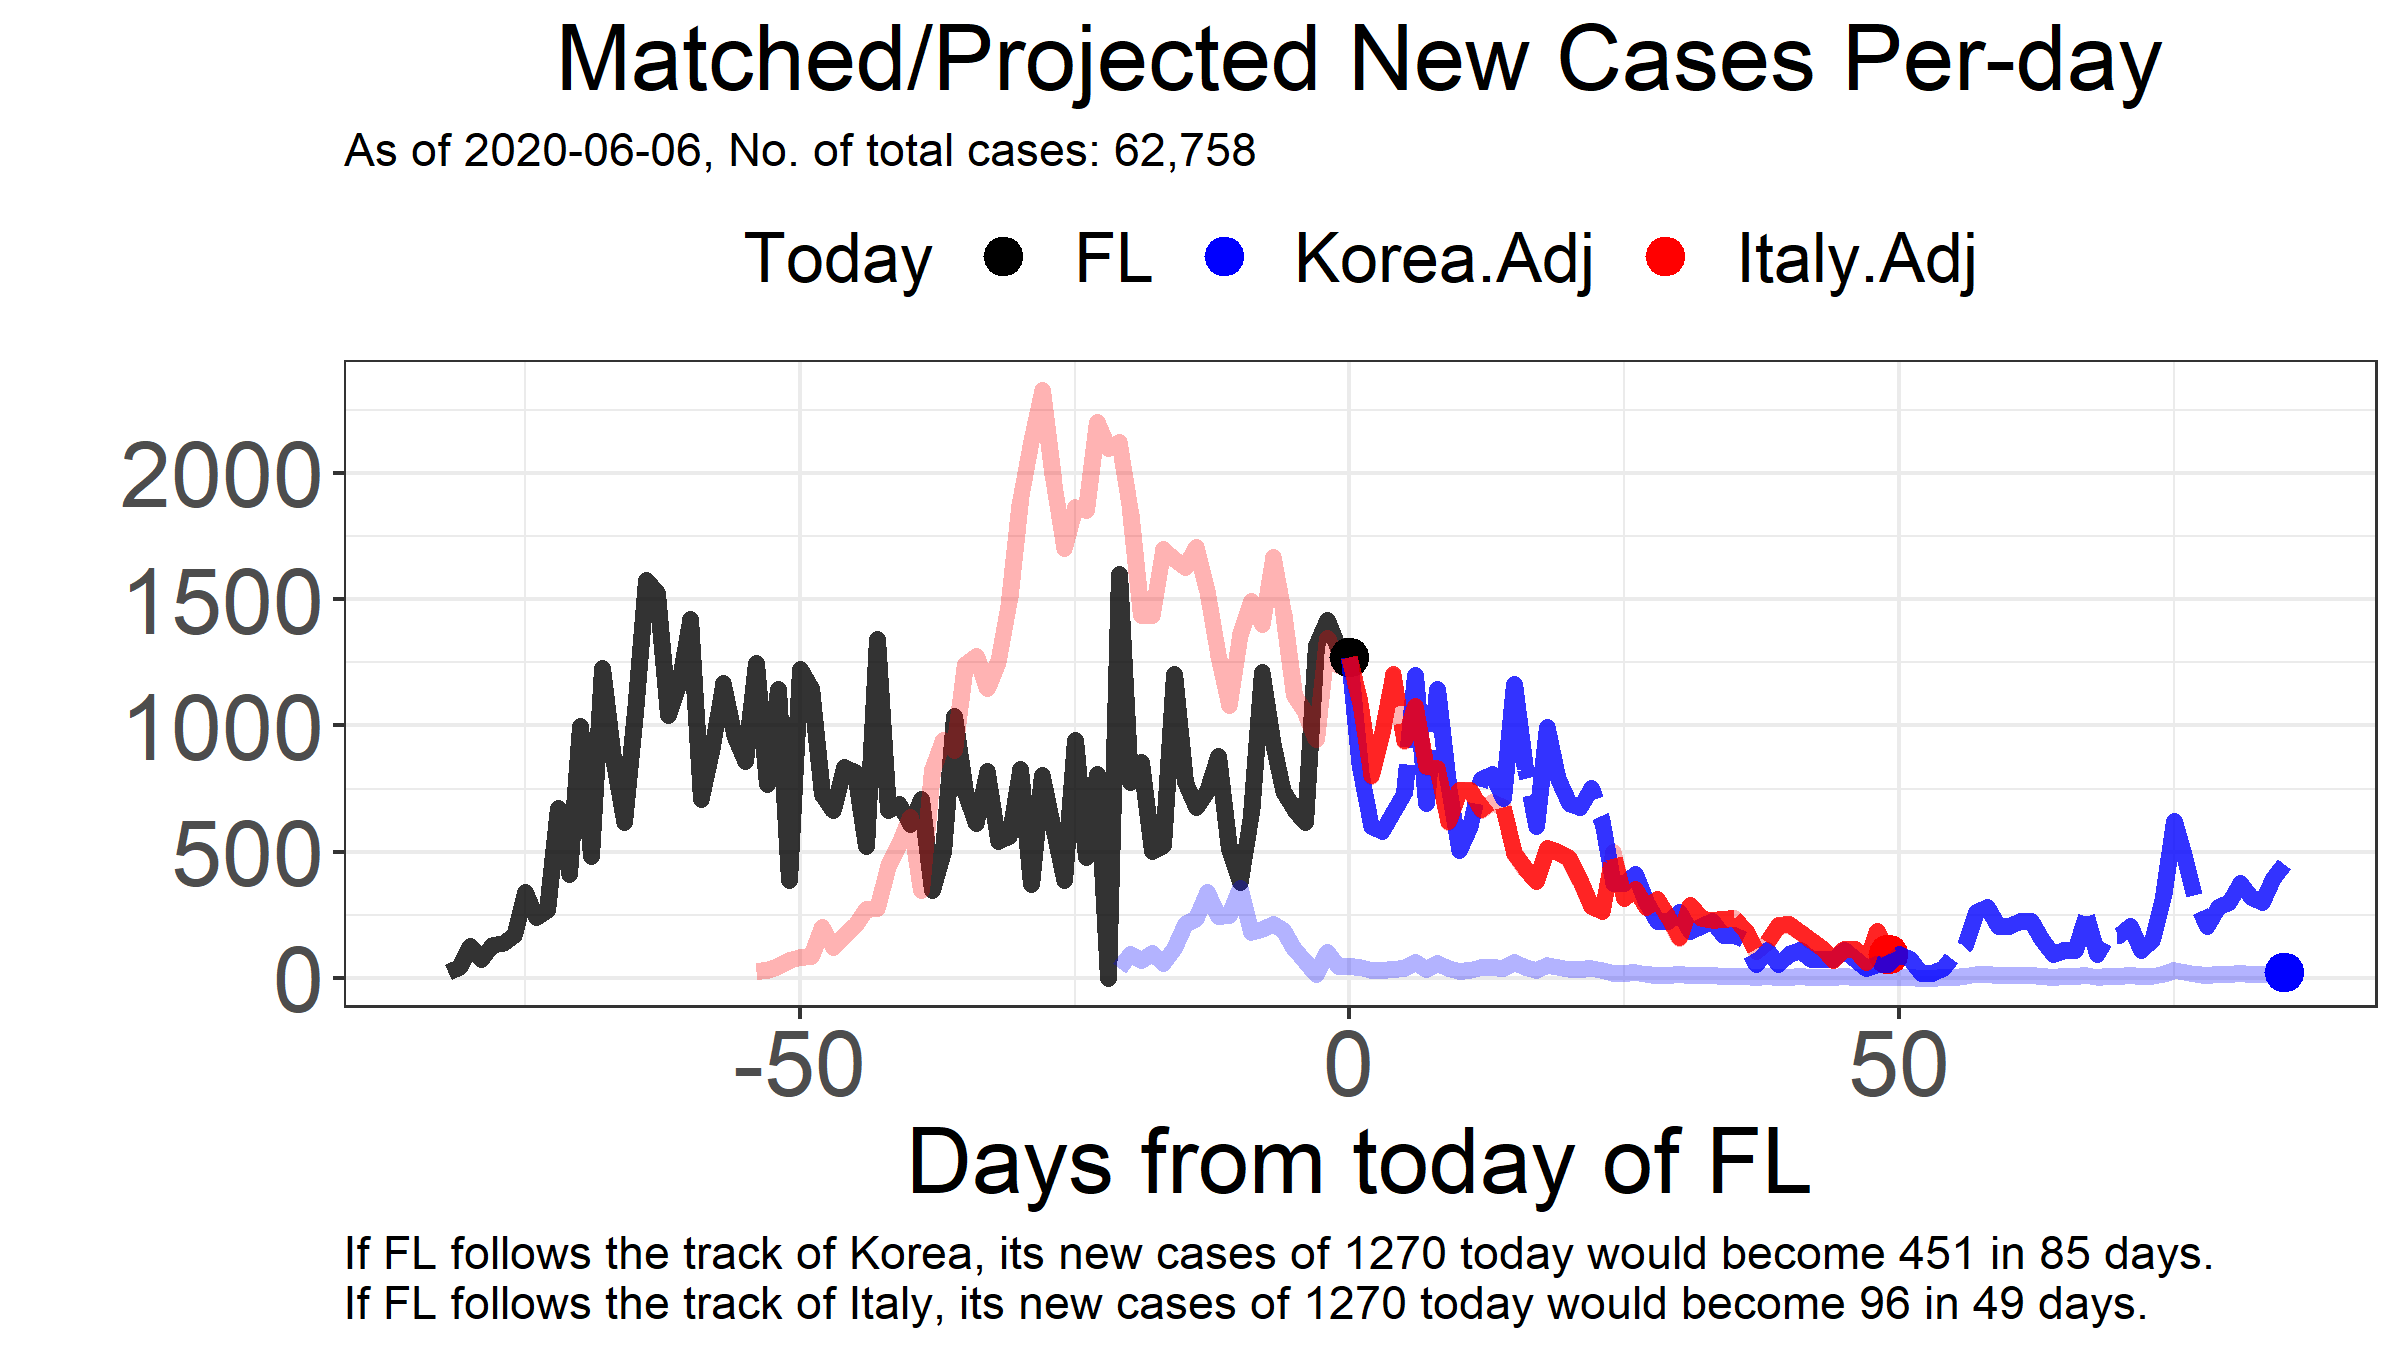 Matched/Projected New Cases Per-day
As of 2020-06-06, No. of total cases: 62,758
Today FL Korea.Adj Italy.Adj
2000
1500
1000
500
0
-50 0 50
Days from today of FL
If FL follows the track of Korea, its new cases of 1270 today would become 451 in 85 days.
If FL follows the track of Italy, its new cases of 1270 today would become 96 in 49 days.